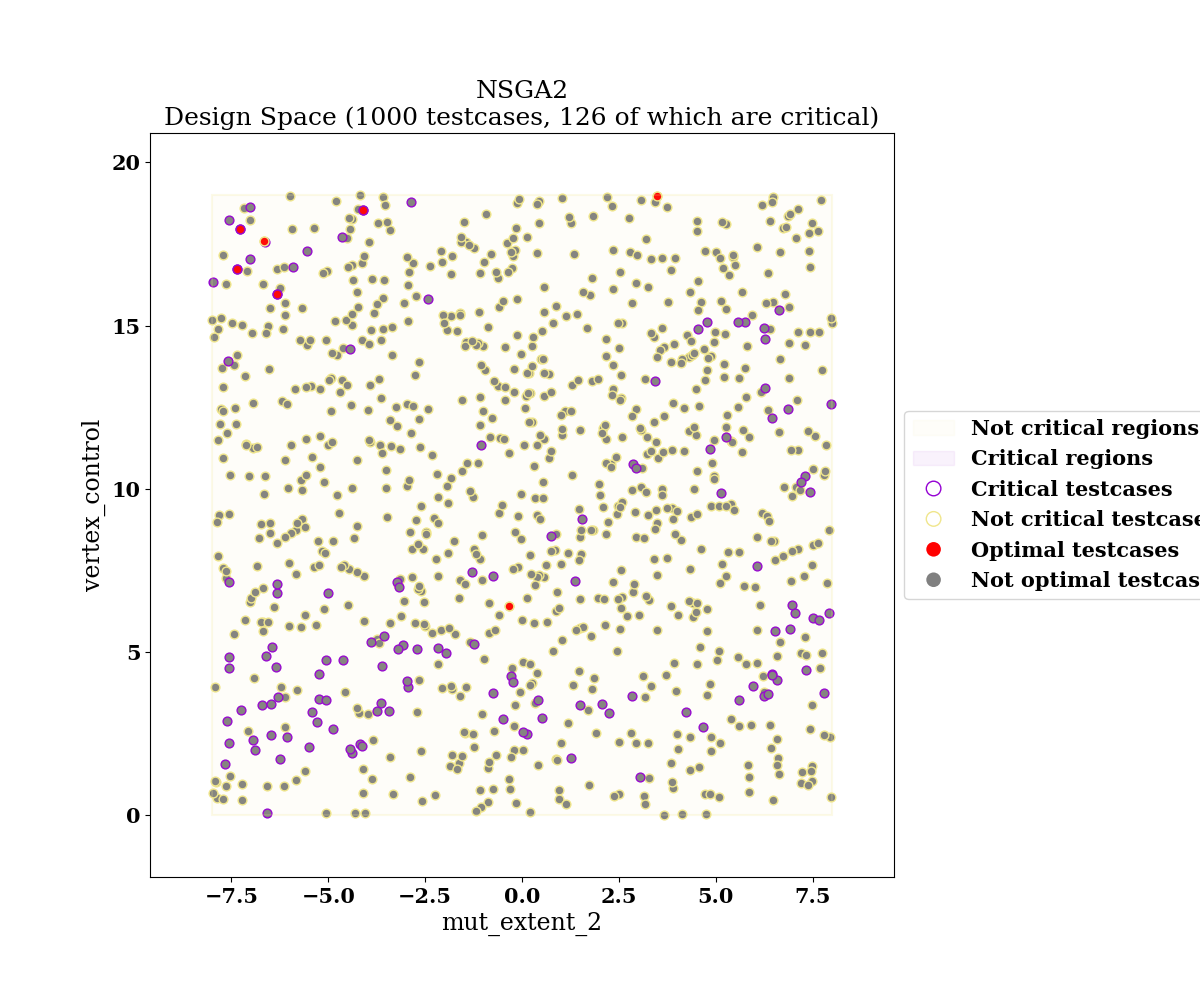 NSGA2
Design Space (1000 testcases, 126 of which are critical)
20
15
10
5
0
vertex_control
−7.5 −5.0 −2.5 0.0 2.5 5.0 7.5
mut_extent_2
Not critical regions
Critical regions
Critical testcases
Not critical testcase
Optimal testcases
Not optimal testcas